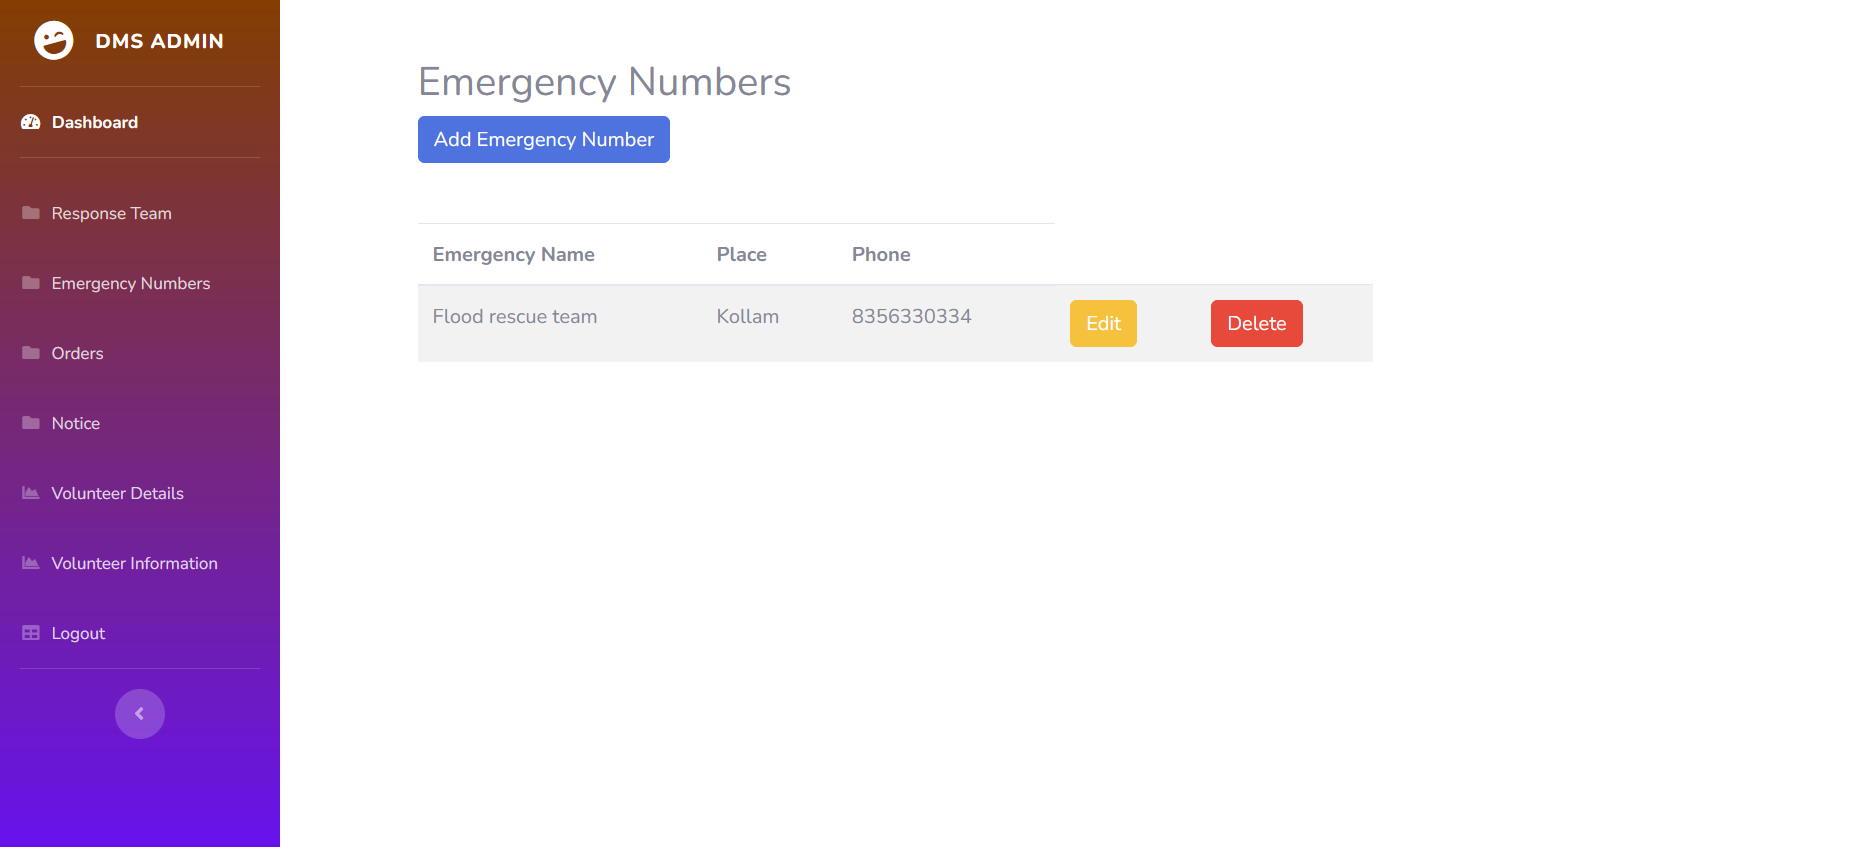 DMS ADMIN
Dashboard
Response Team
Emergency Numbers
Orders
Notice
Volunteer Details
Volunteer Information
Logout
Emergency Numbers
Add Emergency Number
Emergency Name Place Phone
Flood rescue team Kollam 8356330334 Edit Delete